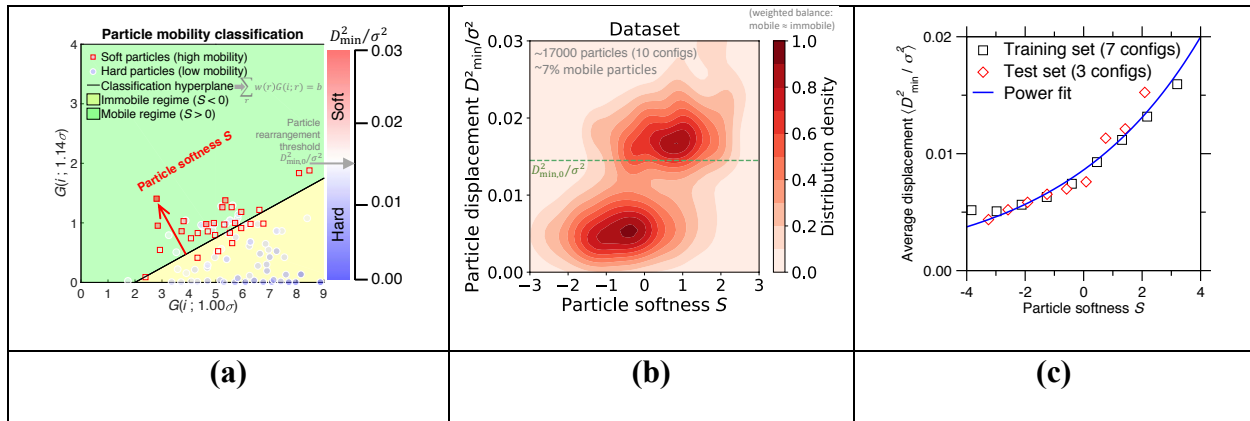 Particle mobility classification
D²min/σ²
Soft particles (high mobility)
Hard particles (low mobility)
Classification hyperplane
∑r w(r)G(i; r) = b
Immobile regime (S < 0)
Mobile regime (S > 0)
Particle
rearrangement
threshold
D²min,0/σ²
Particle softness S
G(i ; 1.14σ)
4
3
2
1
0
0 1 2 3 4 5 6 7 8 9
G(i ; 1.00σ)
Soft
Hard
0.03
0.02
0.01
0.00
(a)
(weighted balance:
mobile ≈ immobile)
Dataset
~17000 particles (10 configs)
~7% mobile particles
D²min,0/σ²
Particle displacement D²min/σ²
0.03
0.02
0.01
0.00
−3 −2 −1 0 1 2 3
Particle softness S
1.0
0.8
0.6
0.4
0.2
0.0
Distribution density
(b)
Average displacement ⟨D²min / σ²⟩
0.02
0.01
0.00
Training set (7 configs)
Test set (3 configs)
Power fit
-4 -2 0 2 4
Particle softness S
(c)